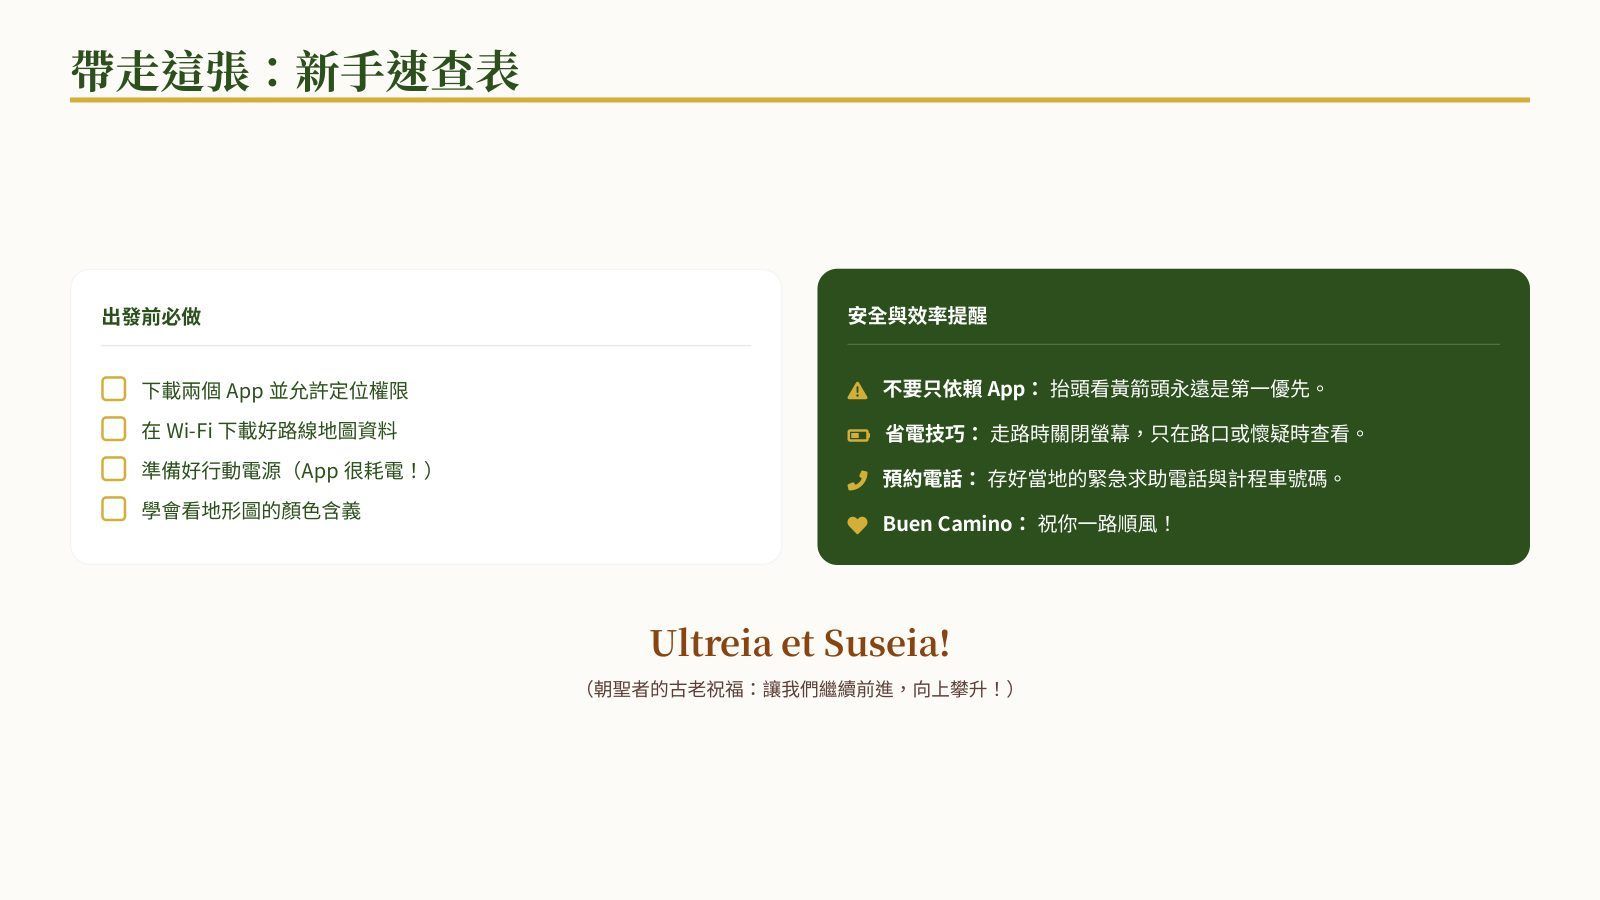 帶走這張：新手速查表
出發前必做
下載兩個 App 並允許定位權限
在 Wi-Fi 下載好路線地圖資料
準備好行動電源（App 很耗電！）
學會看地形圖的顏色含義
安全與效率提醒
不要只依賴 App： 抬頭看黃箭頭永遠是第一優先。
省電技巧： 走路時關閉螢幕，只在路口或懷疑時查看。
預約電話： 存好當地的緊急求助電話與計程車號碼。
Buen Camino： 祝你一路順風！
Ultreia et Suseia!
（朝聖者的古老祝福：讓我們繼續前進，向上攀升！）